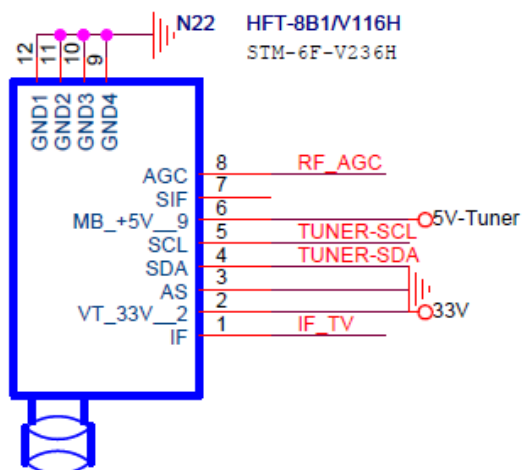 N22 HFT-8B1/V116H
STM-6F-V236H
12 11 10 9
GND1 GND2 GND3 GND4
AGC 8 RF_AGC
SIF 7
MB_+5V__9 6 5V-Tuner
SCL 5 TUNER-SCL
SDA 4 TUNER-SDA
AS 3
VT_33V__2 2 33V
IF 1 IF_TV